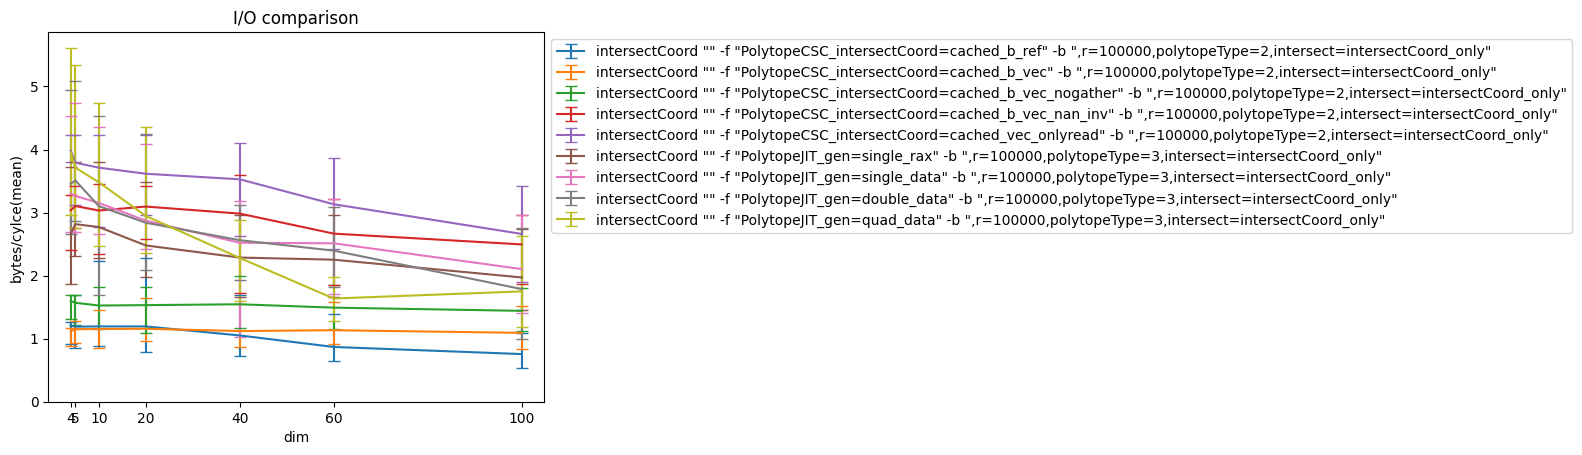 I/O comparison
bytes/cylce(mean)
5
4
3
2
1
0
4
5
10
20
40
60
100
dim
intersectCoord "" -f "PolytopeCSC_intersectCoord=cached_b_ref" -b ",r=100000,polytopeType=2,intersect=intersectCoord_only"
intersectCoord "" -f "PolytopeCSC_intersectCoord=cached_b_vec" -b ",r=100000,polytopeType=2,intersect=intersectCoord_only"
intersectCoord "" -f "PolytopeCSC_intersectCoord=cached_b_vec_nogather" -b ",r=100000,polytopeType=2,intersect=intersectCoord_only"
intersectCoord "" -f "PolytopeCSC_intersectCoord=cached_b_vec_nan_inv" -b ",r=100000,polytopeType=2,intersect=intersectCoord_only"
intersectCoord "" -f "PolytopeCSC_intersectCoord=cached_vec_onlyread" -b ",r=100000,polytopeType=2,intersect=intersectCoord_only"
intersectCoord "" -f "PolytopeJIT_gen=single_rax" -b ",r=100000,polytopeType=3,intersect=intersectCoord_only"
intersectCoord "" -f "PolytopeJIT_gen=single_data" -b ",r=100000,polytopeType=3,intersect=intersectCoord_only"
intersectCoord "" -f "PolytopeJIT_gen=double_data" -b ",r=100000,polytopeType=3,intersect=intersectCoord_only"
intersectCoord "" -f "PolytopeJIT_gen=quad_data" -b ",r=100000,polytopeType=3,intersect=intersectCoord_only"